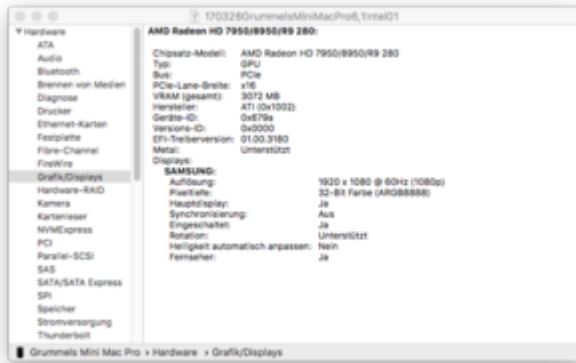 170328GrummelsMiniMacPro6,1intel01
Hardware
ATA
Audio
Bluetooth
Brennen von Medien
Diagnose
Drucker
Ethernet-Karten
Festplatte
Fibre-Channel
FireWire
Grafik/Displays
Hardware-RAID
Kamera
Kartenleser
NVMExpress
PCI
Parallel-SCSI
SAS
SATA/SATA Express
SPI
Speicher
Stromversorgung
Thunderbolt
AMD Radeon HD 7950/8950/R9 280:
Chipsatz-Modell: AMD Radeon HD 7950/8950/R9 280
Typ: GPU
Bus: PCIe
PCIe-Lane-Breite: x16
VRAM (gesamt): 3072 MB
Hersteller: ATI (0x1002)
Geräte-ID: 0x679a
Versions-ID: 0x0000
EFI-Treiberversion: 01.00.3180
Metal: Unterstützt
Displays:
SAMSUNG:
Auflösung: 1920 x 1080 @ 60Hz (1080p)
Pixeltiefe: 32-Bit Farbe (ARGB8888)
Hauptdisplay: Ja
Synchronisierung: Aus
Eingeschaltet: Ja
Rotation: Unterstützt
Helligkeit automatisch anpassen: Nein
Fernseher: Ja
Grummels Mini Mac Pro › Hardware › Grafik/Displays